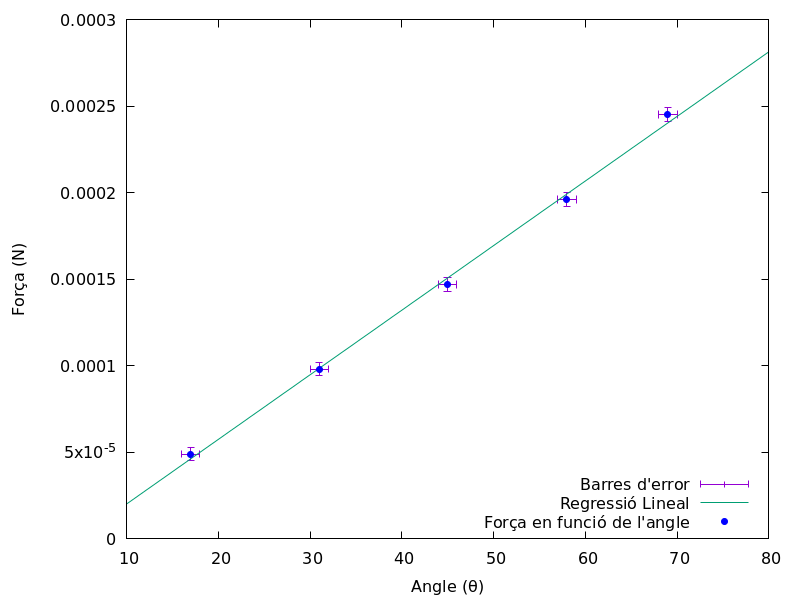 0.0003
0.00025
0.0002
0.00015
0.0001
5x10-5
0
10 20 30 40 50 60 70 80
Força (N)
Angle (θ)
Barres d'error
Regressió Lineal
Força en funció de l'angle